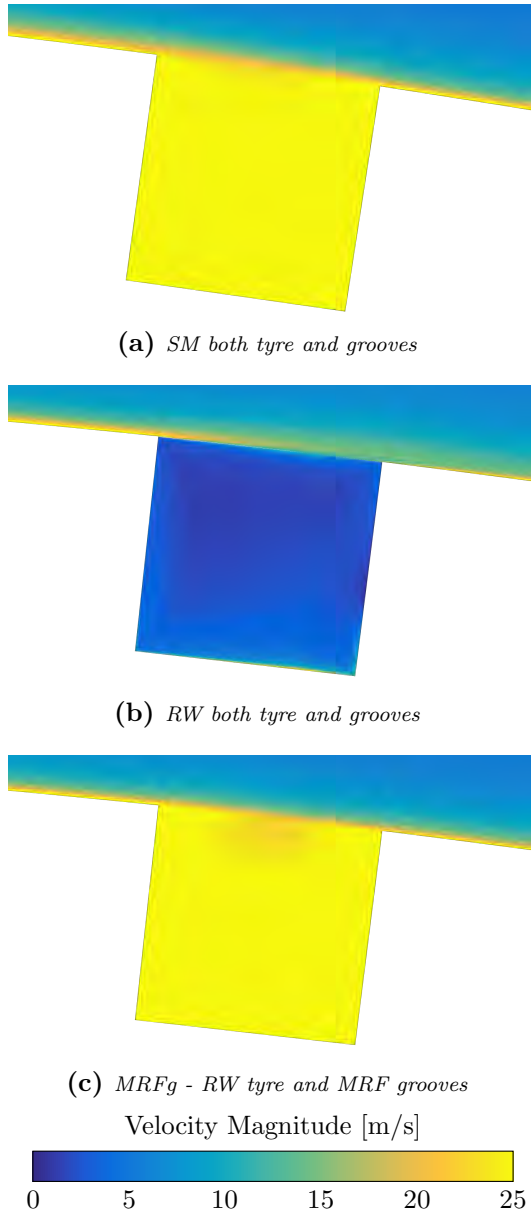 (a) SM both tyre and grooves
(b) RW both tyre and grooves
(c) MRFg - RW tyre and MRF grooves
Velocity Magnitude [m/s]
0 5 10 15 20 25